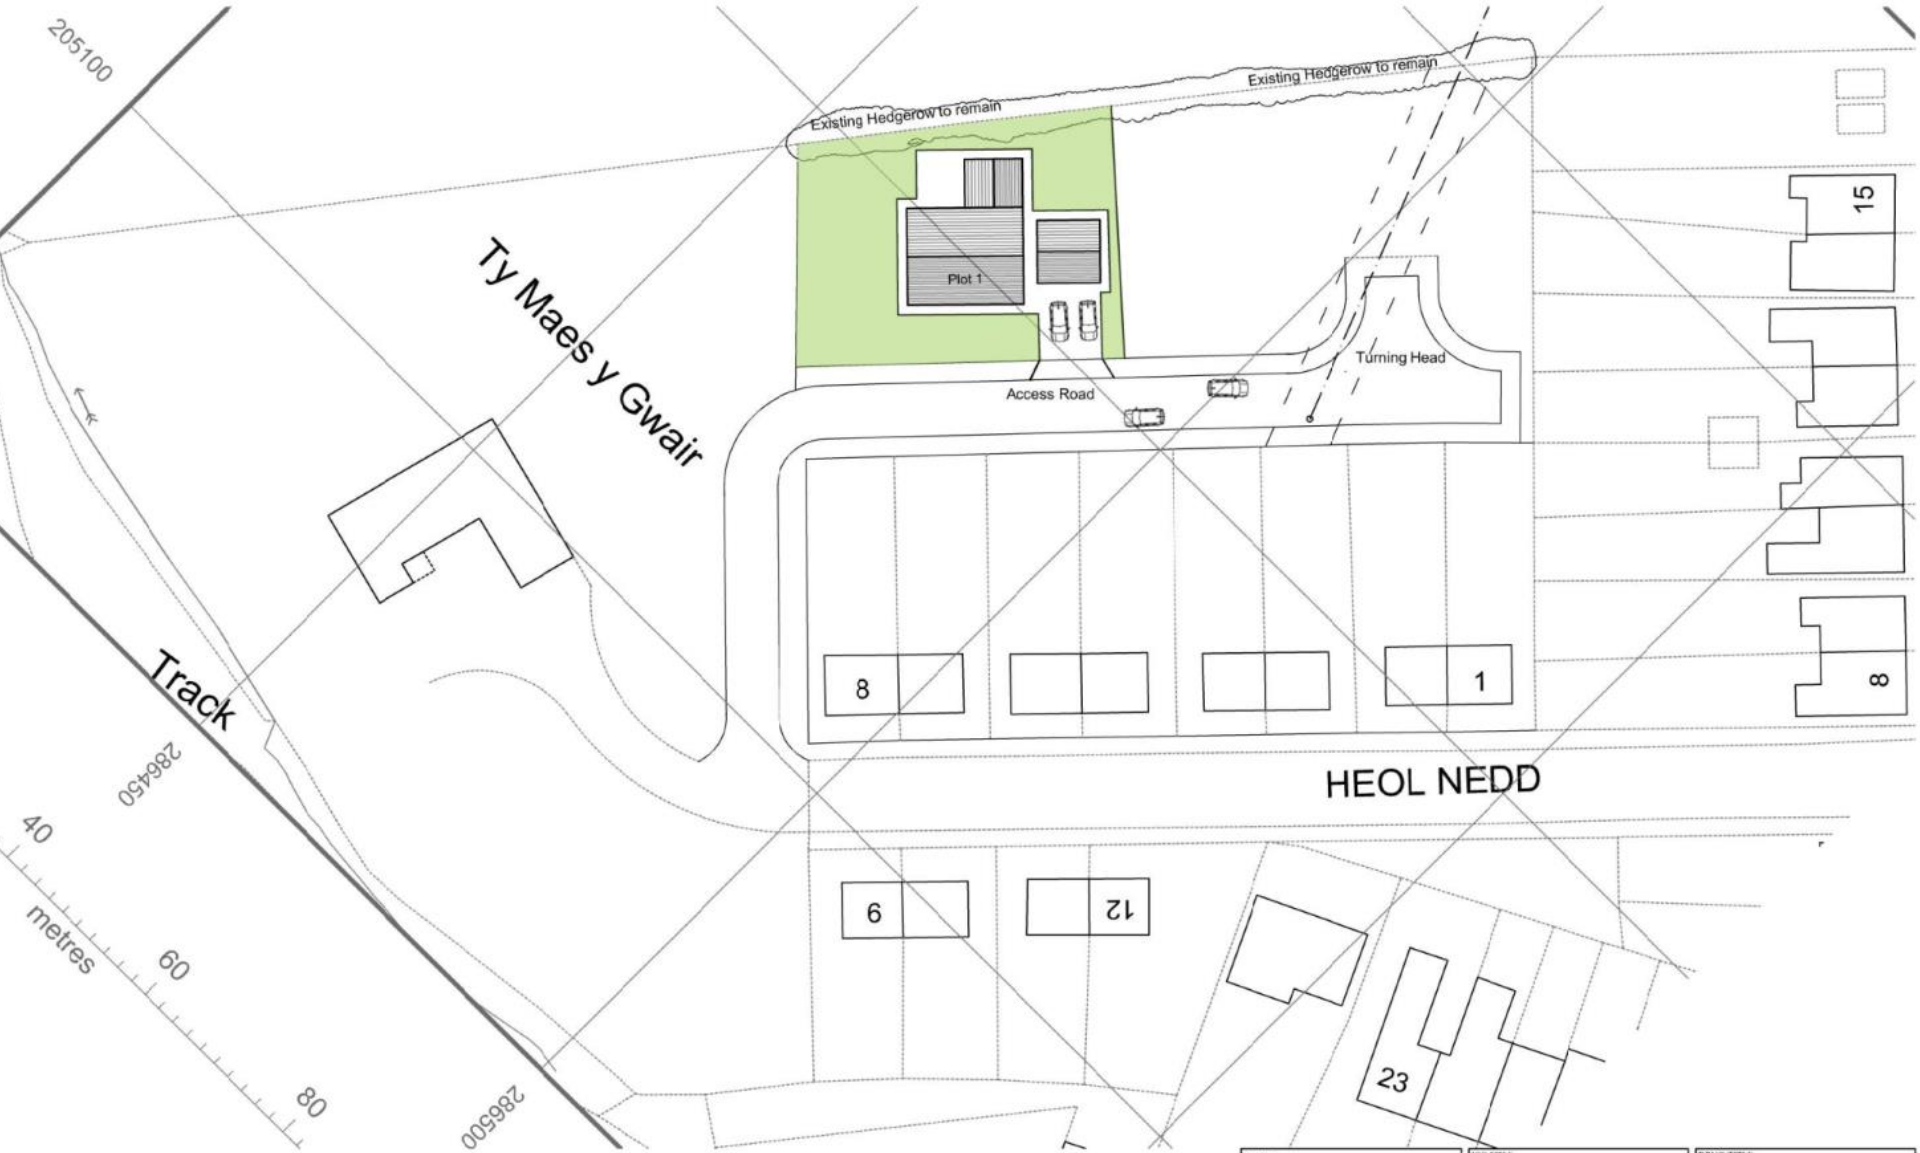 205100
Existing Hedgerow to remain
Existing Hedgerow to remain
15
Ty Maes y Gwair
Plot 1
Turning Head
Access Road
Track
8
1
8
286450
HEOL NEDD
40
metres
60
80
9
12
23
286500